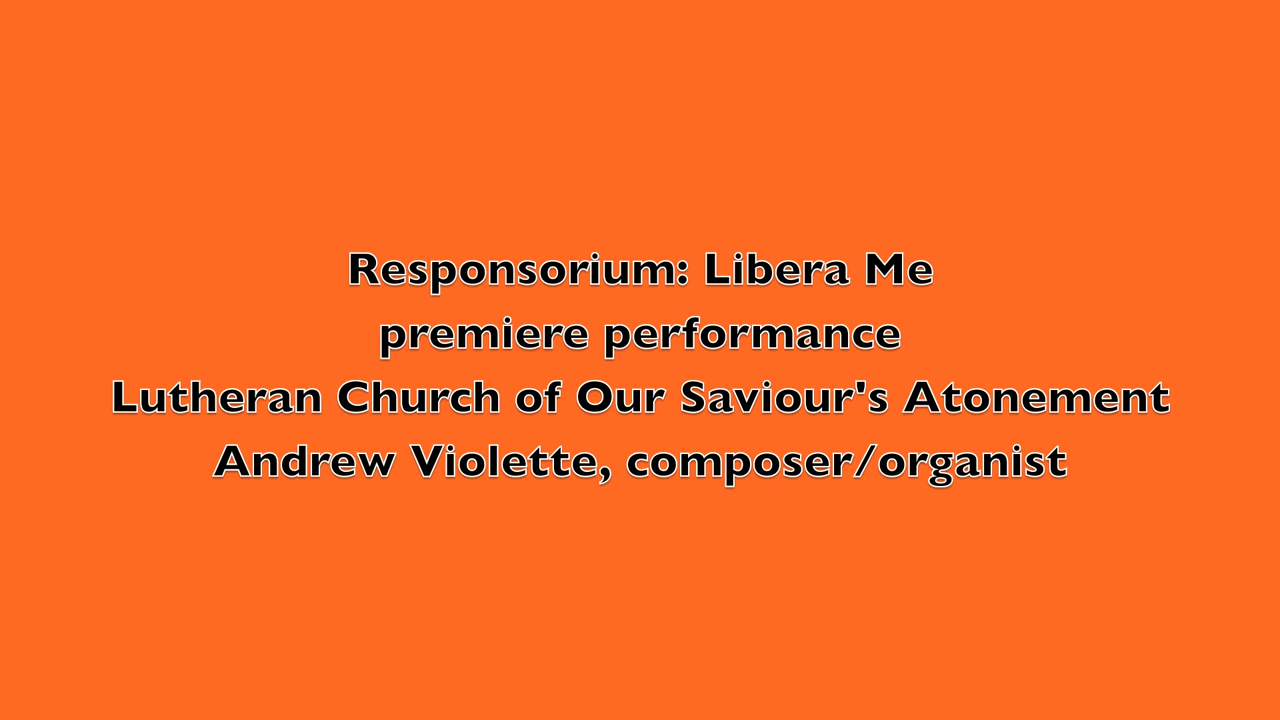 Responsorium: Libera Me
premiere performance
Lutheran Church of Our Saviour's Atonement
Andrew Violette, composer/organist